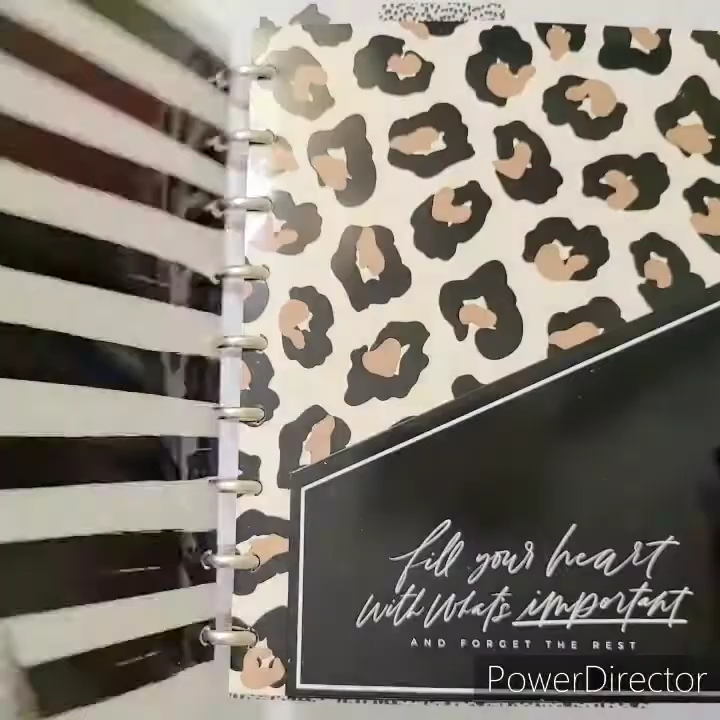 fill your heart
with what's important
AND FORGET THE REST
PowerDirector